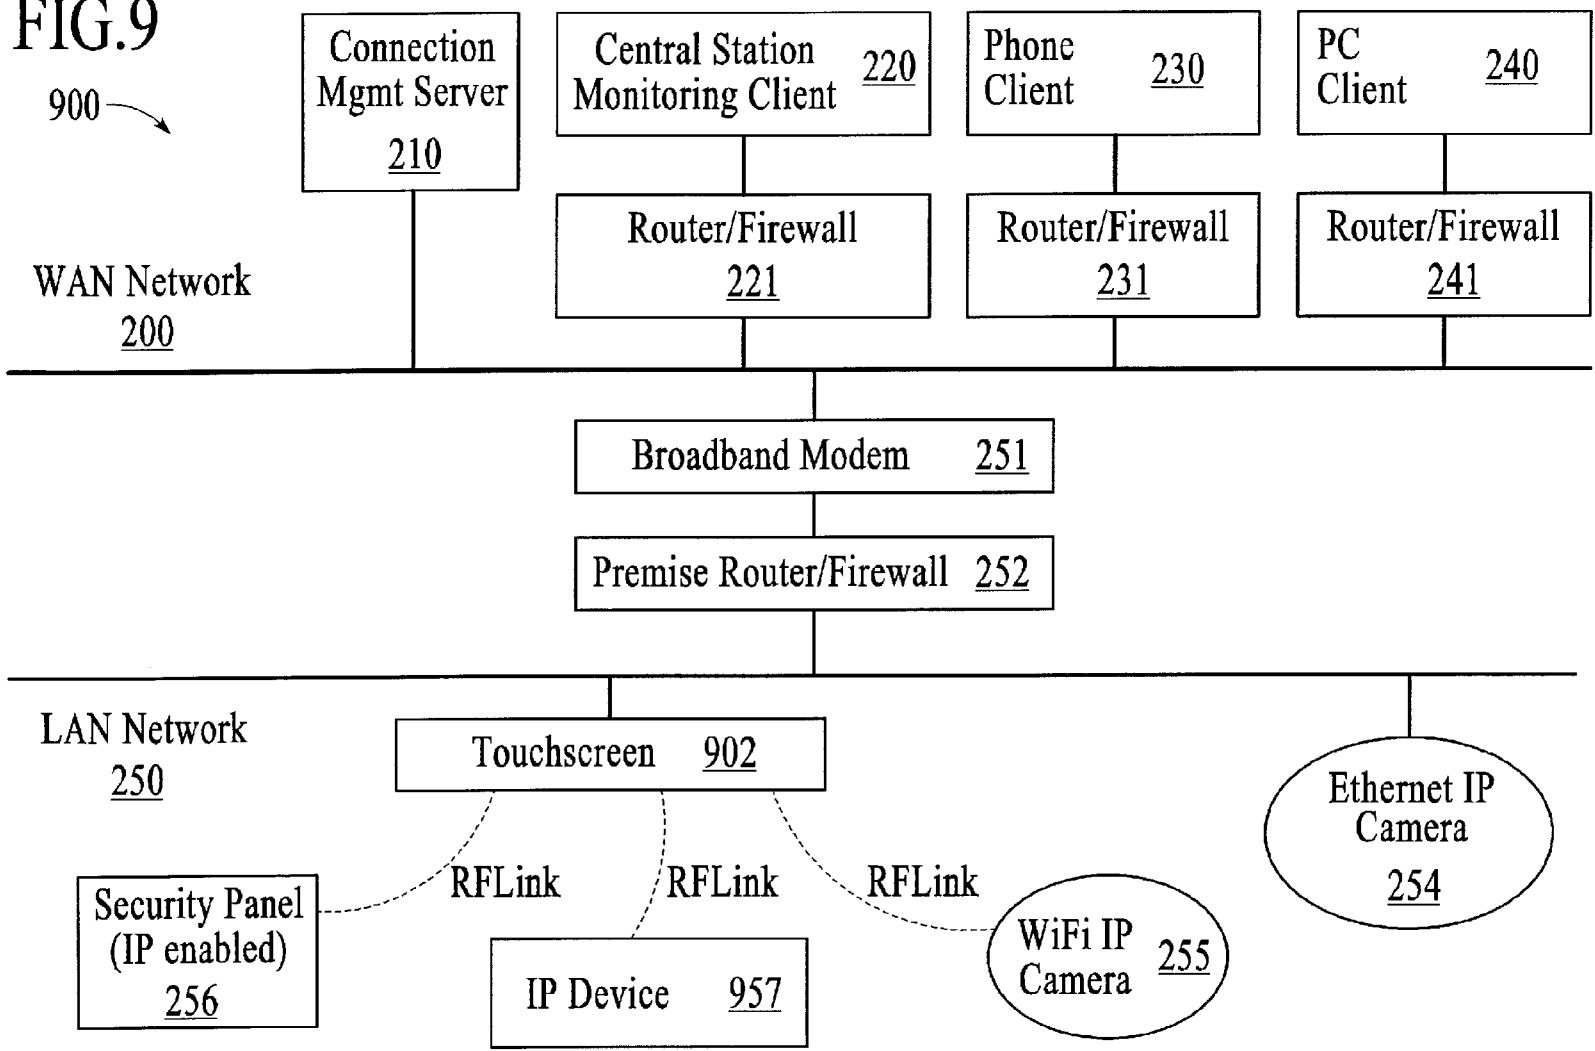 FIG.9
900
Connection
Mgmt Server
210
Central Station
Monitoring Client
220
Phone
Client
230
PC
Client
240
Router/Firewall
221
Router/Firewall
231
Router/Firewall
241
WAN Network
200
Broadband Modem 251
Premise Router/Firewall 252
LAN Network
250
Touchscreen 902
Ethernet IP
Camera
254
RFLink
RFLink
RFLink
Security Panel
(IP enabled)
256
IP Device 957
WiFi IP
Camera
255